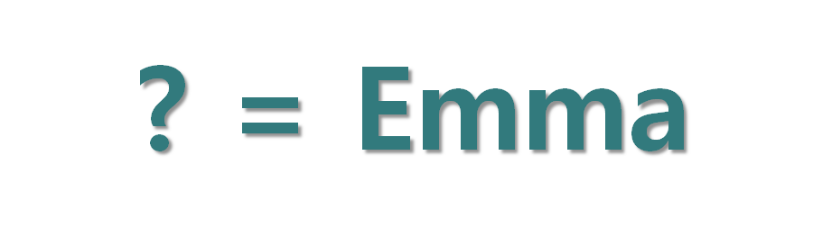 ? = Emma